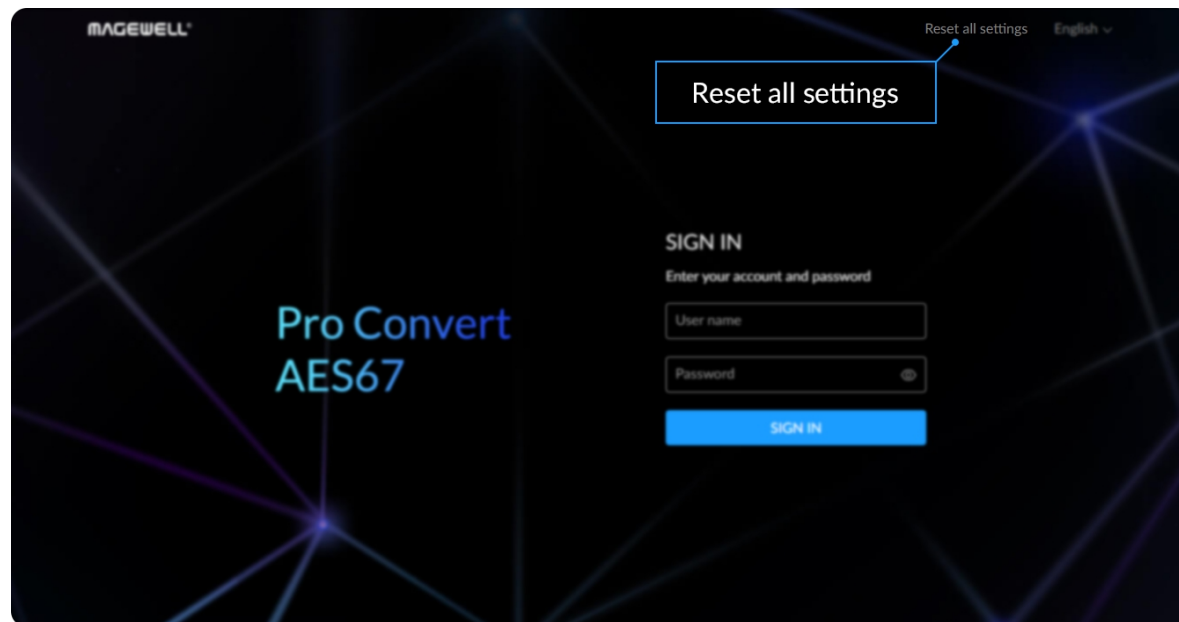 MAGEWELL®
Reset all settings
English
Reset all settings
SIGN IN
Enter your account and password
User name
Pro Convert
AES67
Password
SIGN IN